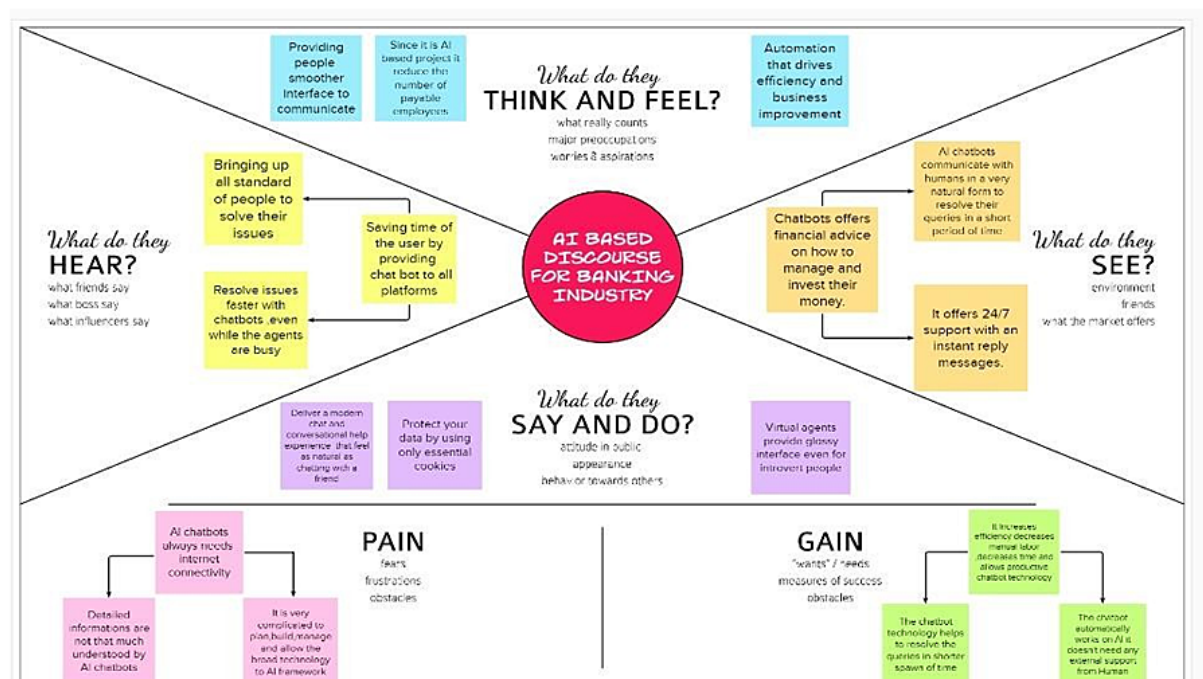 Providing
people
smoother
Interface to
communicate
Since it is AI
based project it
reduce the
number of
payable
employees
What do they
THINK AND FEEL?
what really counts
major preoccupations
worries & aspirations
Automation
that drives
efficiency and
business
improvement
What do they
HEAR?
what friends say
what boss say
what influencers say
Bringing up
all standard
of people to
solve their
issues
Resolve issues
faster with
chatbots ,even
while the agents
are busy
Saving time of
the user by
providing
chat bot to all
platforms
AI BASED
DISCOURSE
FOR BANKING
INDUSTRY
Chatbots offers
financial advice
on how to
manage and
invest their
money.
AI chatbots
communicate with
humans in a very
natural form to
resolve their
queries in a short
period of time
It offers 24/7
support with an
instant reply
messages.
What do they
SEE?
environment
friends
what the market offers
Deliver a modern
chat and
conversational help
experience that feel
as natural as
chatting with a
friend
Protect your
data by using
only essential
cookies
What do they
SAY AND DO?
attitude in public
appearance
behavior towards others
Virtual agents
provide glossy
interface even for
introvert people
AI chatbots
always needs
internet
connectivity
Detailed
informations are
not that much
understood by
AI chatbots
It is very
complicated to
plan,build,manage
and allow the
broad technology
to AI framework
PAIN
fears
frustrations
obstacles
GAIN
"wants" / needs
measures of success
obstacles
It Increases
efficiency decreases
manual labor
,decreases time and
allows productive
chatbot technology
The chatbot
technology helps
to resolve the
queries in shorter
spawn of time
The chatbot
automatically
works on AI it
doesn't need any
external support
from Human